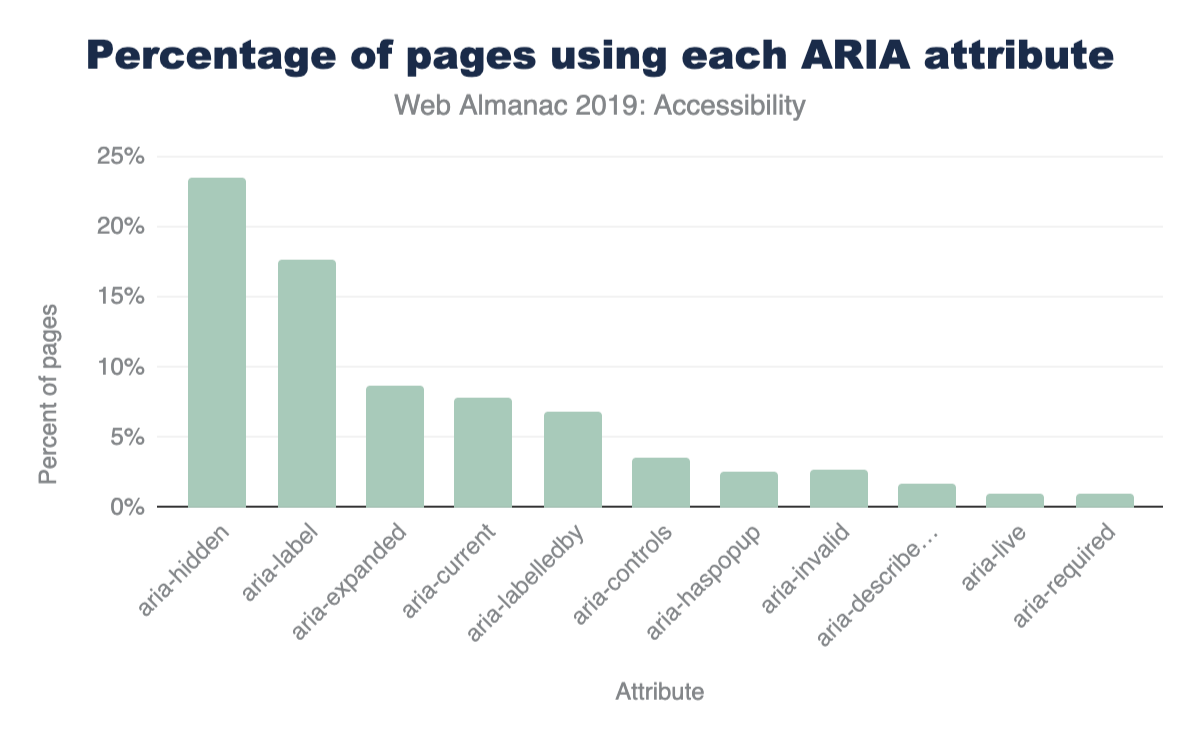 Percentage of pages using each ARIA attribute
Web Almanac 2019: Accessibility
25%
20%
15%
10%
5%
0%
Percent of pages
aria-hidden
aria-label
aria-expanded
aria-current
aria-labelledby
aria-controls
aria-haspopup
aria-invalid
aria-describe…
aria-live
aria-required
Attribute